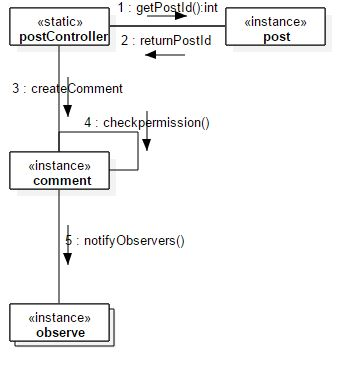 1 : getPostId():int
«static»
postController
«instance»
post
2 : returnPostId
3 : createComment
4 : checkpermission()
«instance»
comment
5 : notifyObservers()
«instance»
observe